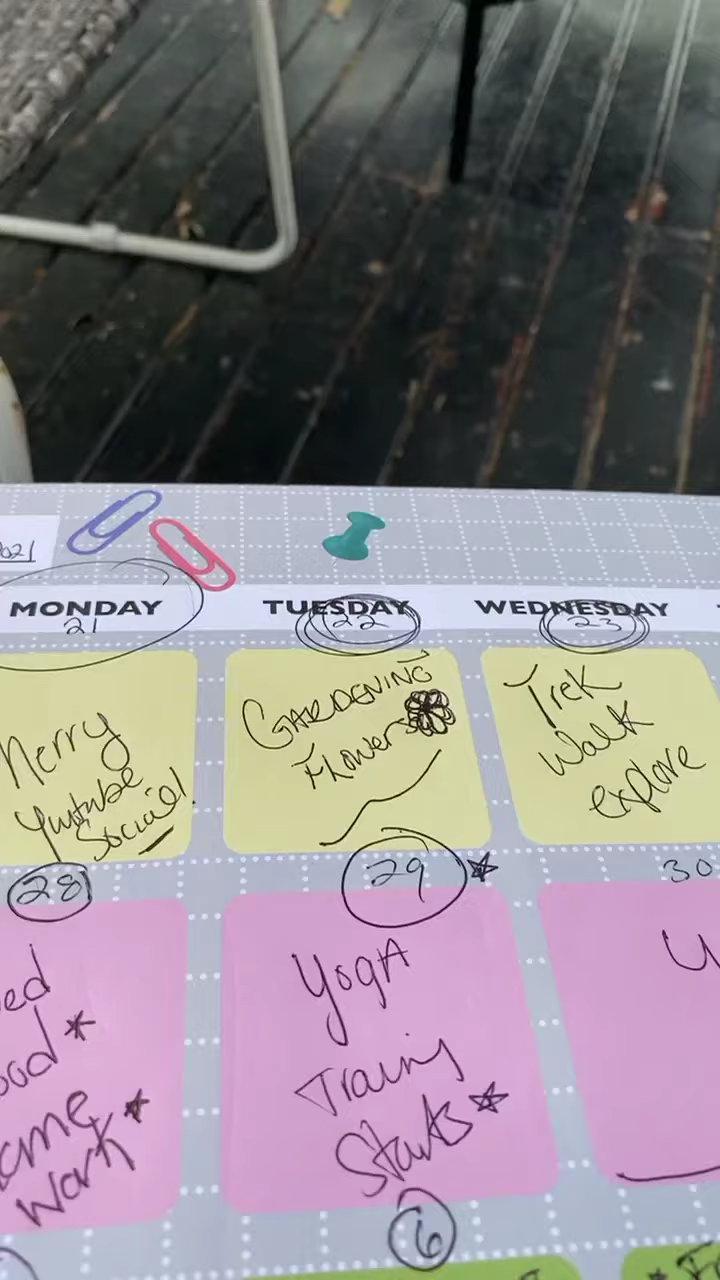 MONDAY TUESDAY WEDNESDAY
21 22 23
Merry
Youtube
Social!
GARDENING
Flowers
Trek
Walk
explore
28 29 30
Yoga
Training
Starts
work
6